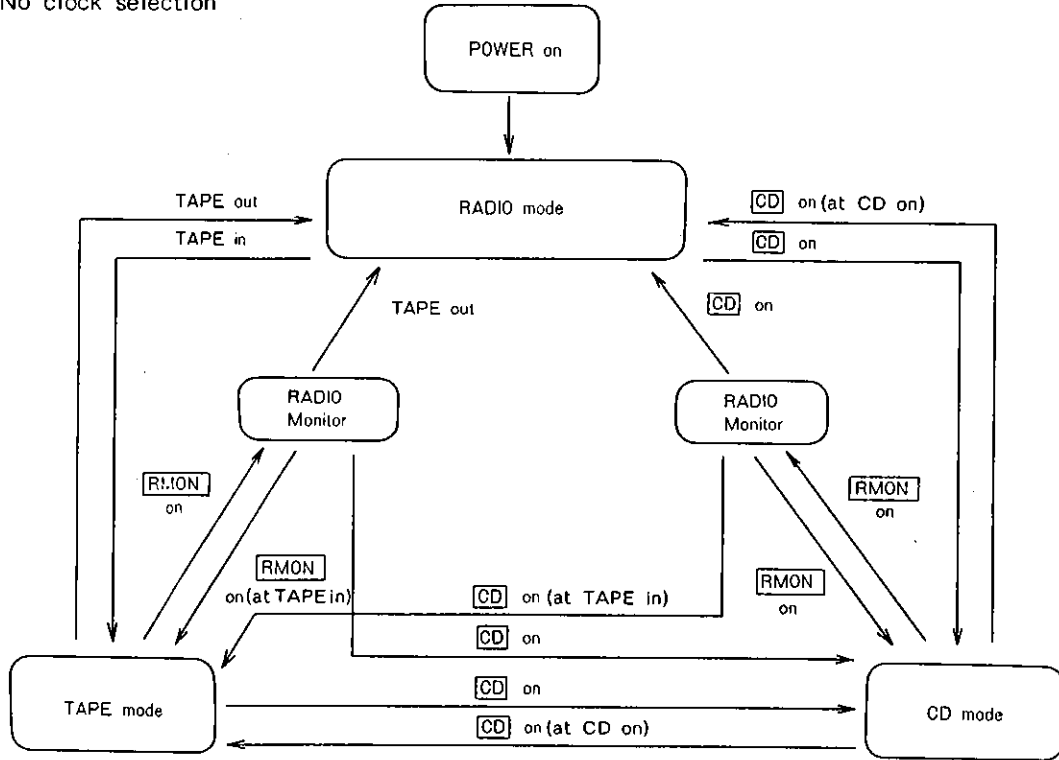 No clock selection
POWER on
RADIO mode
TAPE out
TAPE in
CD on (at CD on)
CD on
TAPE out
CD on
RADIO
Monitor
RADIO
Monitor
RMON
on
RMON
on
RMON
on (at TAPE in)
CD on (at TAPE in)
RMON
on
CD on
TAPE mode
CD on
CD on (at CD on)
CD mode